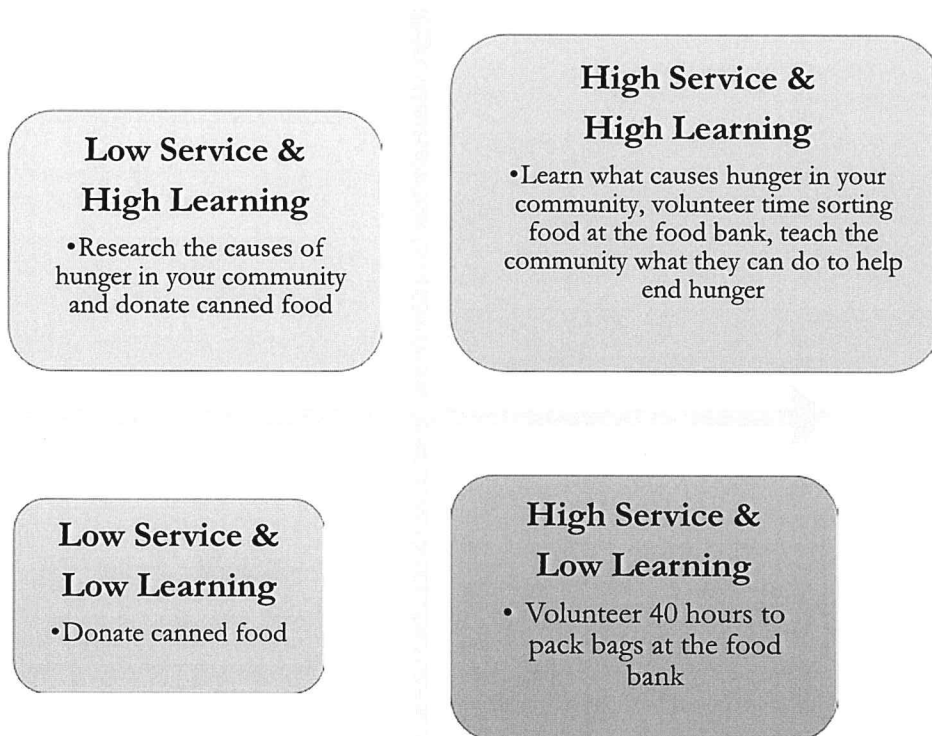 Low Service &
High Learning
•Research the causes of
hunger in your community
and donate canned food
High Service &
High Learning
•Learn what causes hunger in your
community, volunteer time sorting
food at the food bank, teach the
community what they can do to help
end hunger
Low Service &
Low Learning
•Donate canned food
High Service &
Low Learning
• Volunteer 40 hours to
pack bags at the food
bank